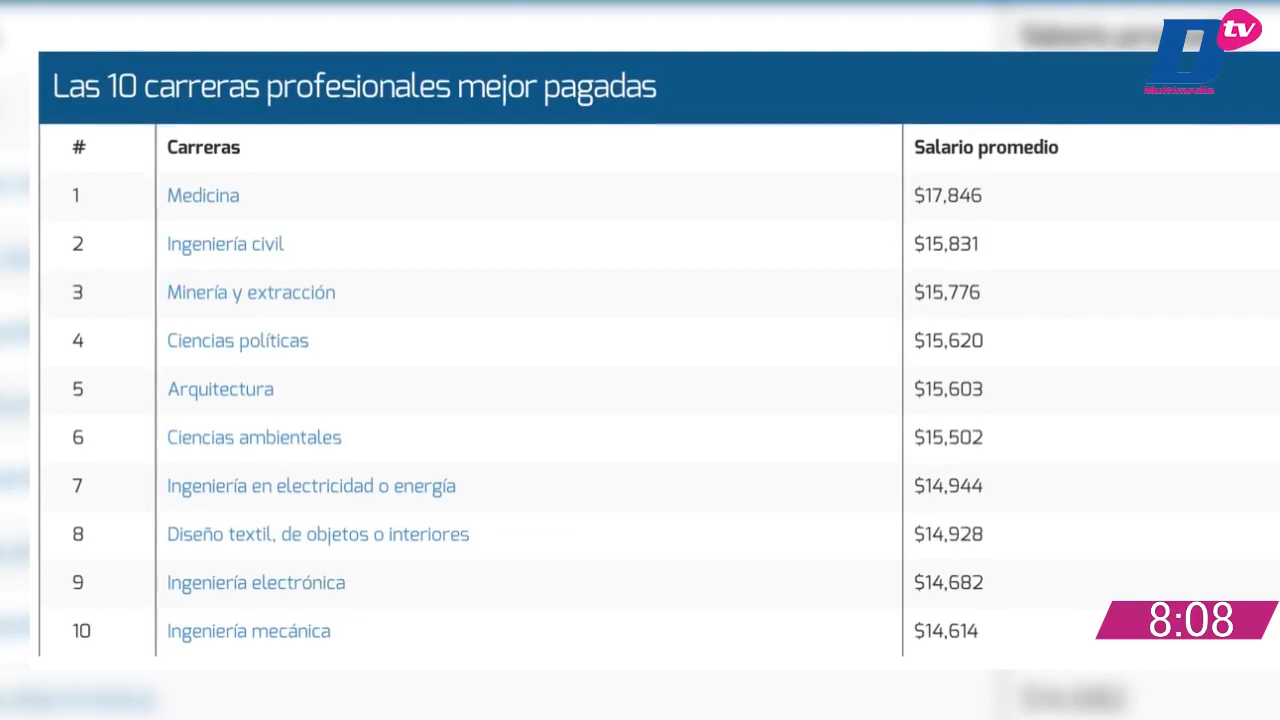 Las 10 carreras profesionales mejor pagadas
# Carreras Salario promedio
1 Medicina $17,846
2 Ingeniería civil $15,831
3 Minería y extracción $15,776
4 Ciencias políticas $15,620
5 Arquitectura $15,603
6 Ciencias ambientales $15,502
7 Ingeniería en electricidad o energía $14,944
8 Diseño textil, de objetos o interiores $14,928
9 Ingeniería electrónica $14,682
10 Ingeniería mecánica $14,614
tv
Multimedia
8:08